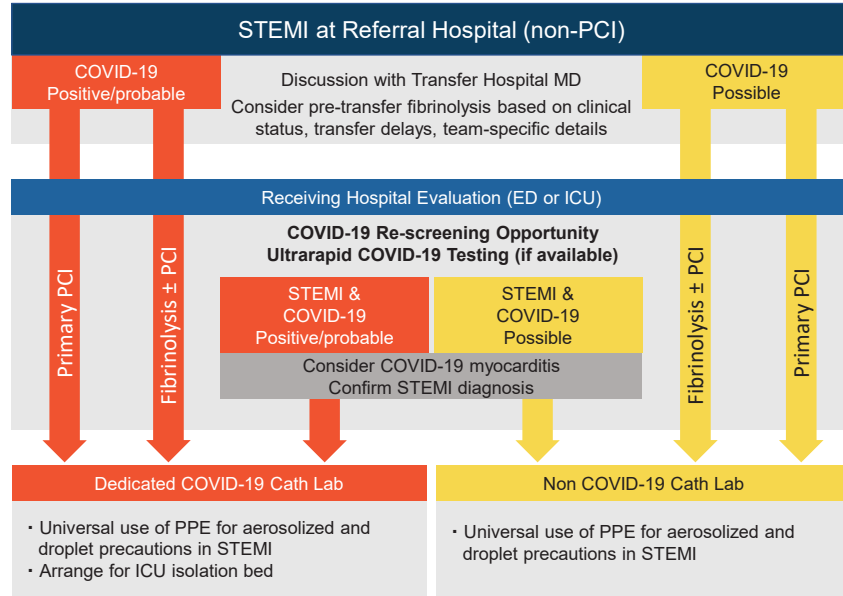 STEMI at Referral Hospital (non-PCI)
COVID-19
Positive/probable
Discussion with Transfer Hospital MD
Consider pre-transfer fibrinolysis based on clinical
status, transfer delays, team-specific details
COVID-19
Possible
Receiving Hospital Evaluation (ED or ICU)
COVID-19 Re-screening Opportunity
Ultrarapid COVID-19 Testing (if available)
Primary PCI
Fibrinolysis ± PCI
STEMI &
COVID-19
Positive/probable
STEMI &
COVID-19
Possible
Consider COVID-19 myocarditis
Confirm STEMI diagnosis
Fibrinolysis ± PCI
Primary PCI
Dedicated COVID-19 Cath Lab
· Universal use of PPE for aerosolized and
droplet precautions in STEMI
· Arrange for ICU isolation bed
Non COVID-19 Cath Lab
· Universal use of PPE for aerosolized and
droplet precautions in STEMI